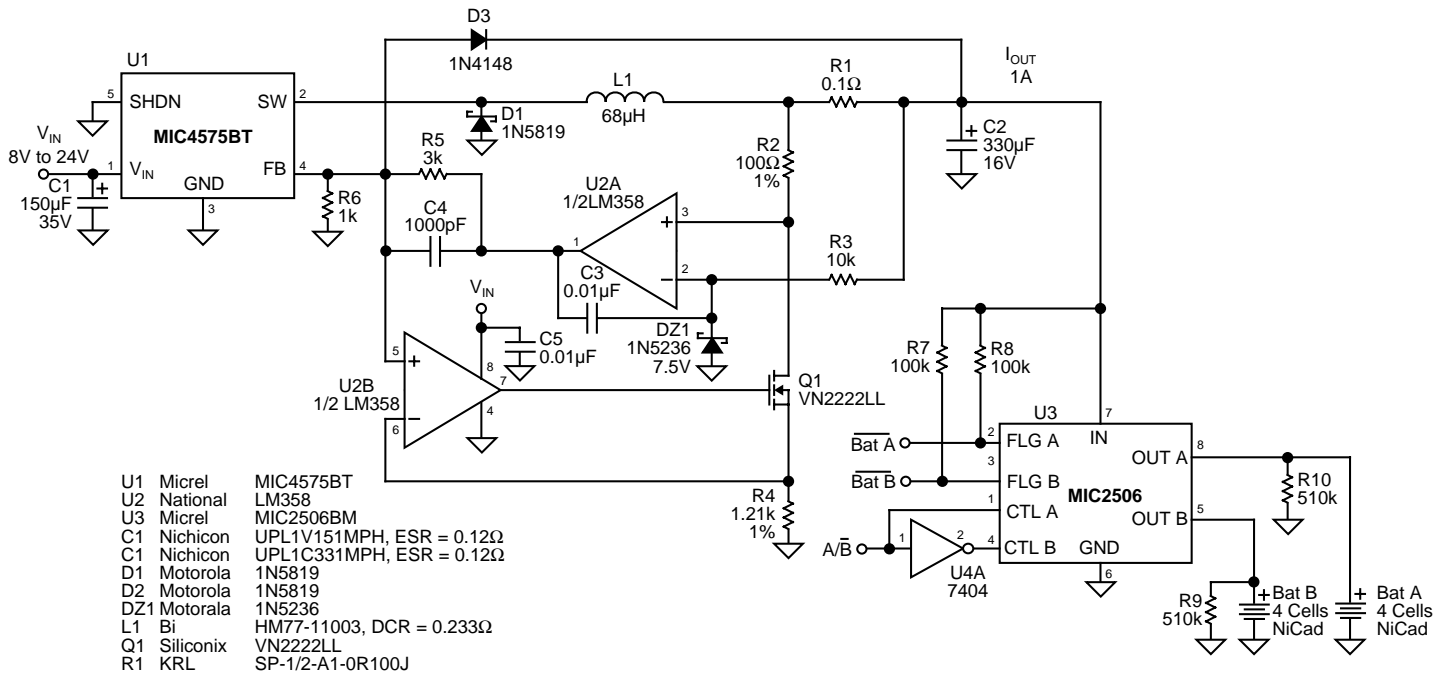 D3
1N4148
U1
5
SHDN
SW
2
MIC4575BT
V_IN
8V to 24V
1
V_IN
FB
4
GND
3
C1
150µF
35V
+
R6
1k
R5
3k
C4
1000pF
D1
1N5819
L1
68µH
R1
0.1Ω
I_OUT
1A
R2
100Ω
1%
+
C2
330µF
16V
U2A
1/2LM358
+
3
1
−
2
C3
0.01µF
R3
10k
DZ1
1N5236
7.5V
V_IN
C5
0.01µF
5
+
8
7
U2B
1/2 LM358
−
4
6
Q1
VN2222LL
R4
1.21k
1%
R7
100k
R8
100k
U3
7
IN
Bat A
2
FLG A
3
Bat B
FLG B
1
CTL A
4
CTL B
MIC2506
OUT A
8
OUT B
5
GND
6
A/B
1
2
U4A
7404
R10
510k
R9
510k
+
Bat B
4 Cells
NiCad
+
Bat A
4 Cells
NiCad
U1 Micrel MIC4575BT
U2 National LM358
U3 Micrel MIC2506BM
C1 Nichicon UPL1V151MPH, ESR = 0.12Ω
C1 Nichicon UPL1C331MPH, ESR = 0.12Ω
D1 Motorola 1N5819
D2 Motorola 1N5819
DZ1 Motorala 1N5236
L1 Bi HM77-11003, DCR = 0.233Ω
Q1 Siliconix VN2222LL
R1 KRL SP-1/2-A1-0R100J